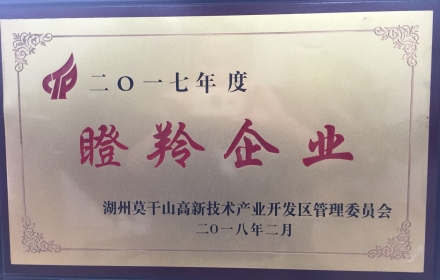 二〇一七年度
瞪羚企业
湖州莫干山高新技术产业开发区管理委员会
二〇一八年二月